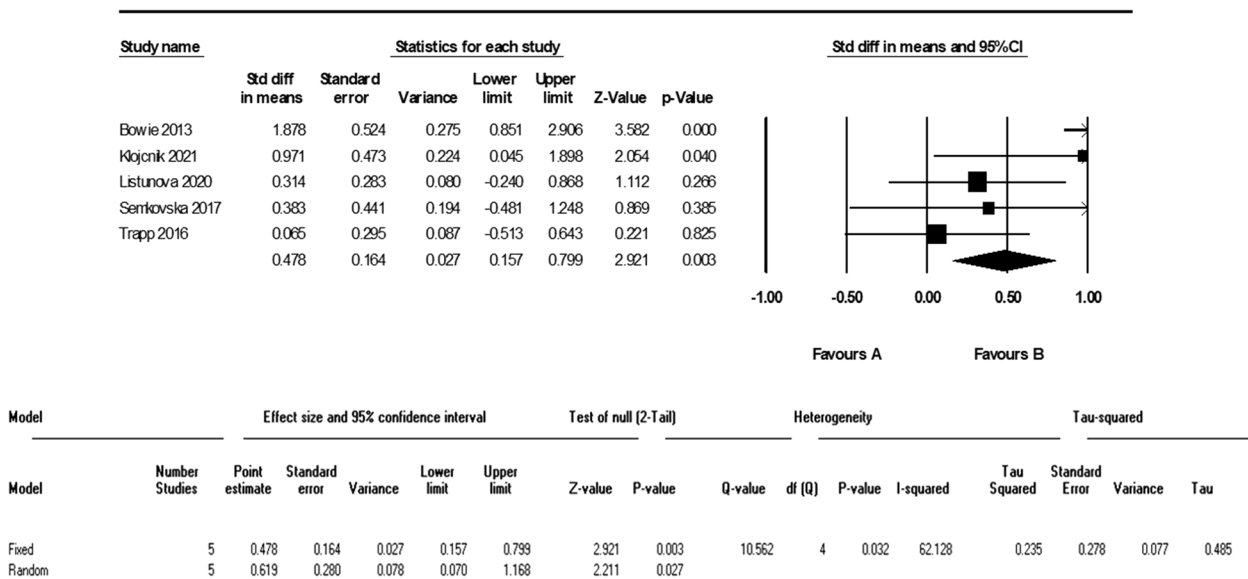 Study name Statistics for each study Std diff in means and 95%CI
Std diff Standard Lower Upper
in means error Variance limit limit Z-Value p-Value
Bowie 2013 1.878 0.524 0.275 0.851 2.906 3.582 0.000
Klojcnik 2021 0.971 0.473 0.224 0.045 1.898 2.054 0.040
Listunova 2020 0.314 0.283 0.080 -0.240 0.868 1.112 0.266
Semkovska 2017 0.383 0.441 0.194 -0.481 1.248 0.869 0.385
Trapp 2016 0.065 0.295 0.087 -0.513 0.643 0.221 0.825
0.478 0.164 0.027 0.157 0.799 2.921 0.003
-1.00 -0.50 0.00 0.50 1.00
Favours A Favours B
Model Effect size and 95% confidence interval Test of null (2-Tail) Heterogeneity Tau-squared
Number Point Standard Lower Upper Tau Standard
Model Studies estimate error Variance limit limit Z-value P-value Q-value df (Q) P-value I-squared Squared Error Variance Tau
Fixed 5 0.478 0.164 0.027 0.157 0.799 2.921 0.003 10.562 4 0.032 62.128 0.235 0.278 0.077 0.485
Random 5 0.619 0.280 0.078 0.070 1.168 2.211 0.027